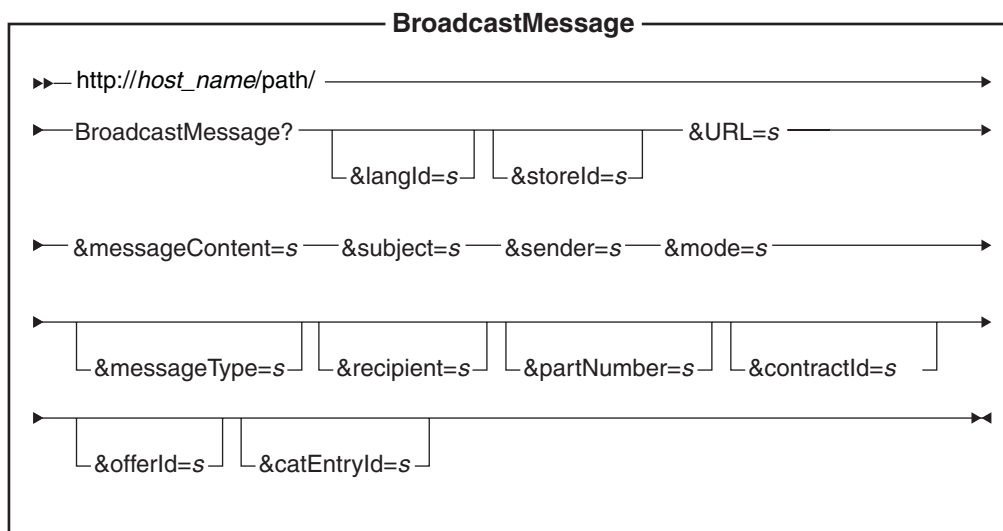 BroadcastMessage
http://host_name/path/
BroadcastMessage? &URL=s
&langId=s &storeId=s
&messageContent=s &subject=s &sender=s &mode=s
&messageType=s &recipient=s &partNumber=s &contractId=s
&offerId=s &catEntryId=s